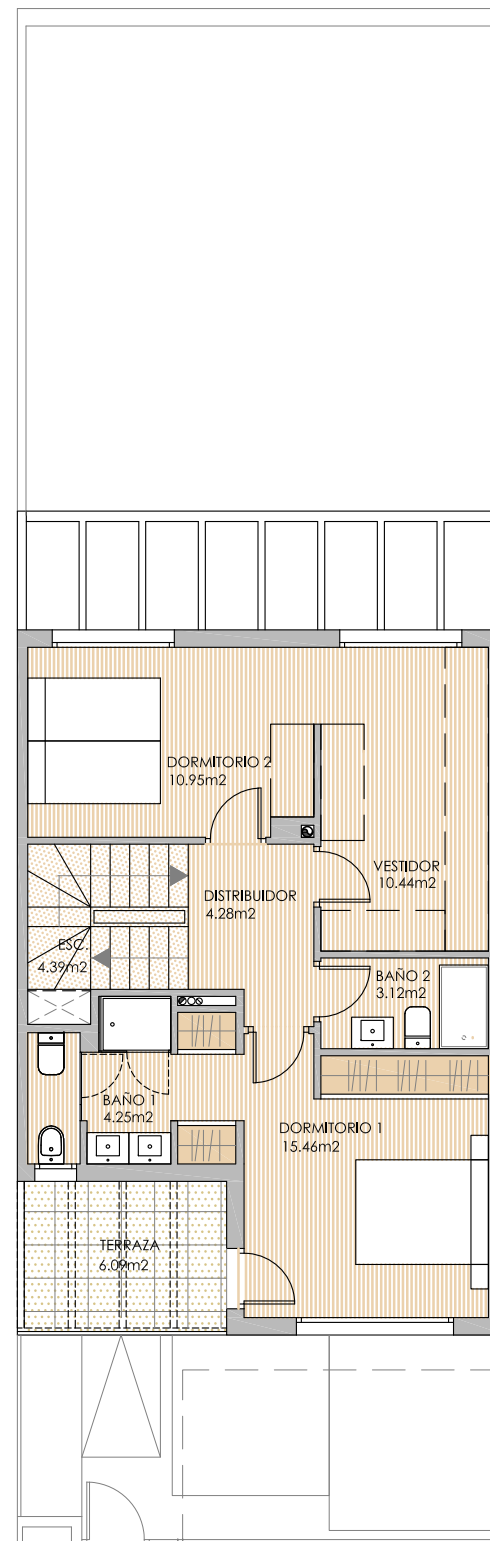 DORMITORIO 2
10.95m2
VESTIDOR
10.44m2
DISTRIBUIDOR
4.28m2
ESC.
4.39m2
BAÑO 2
3.12m2
BAÑO 1
4.25m2
DORMITORIO 1
15.46m2
TERRAZA
6.09m2